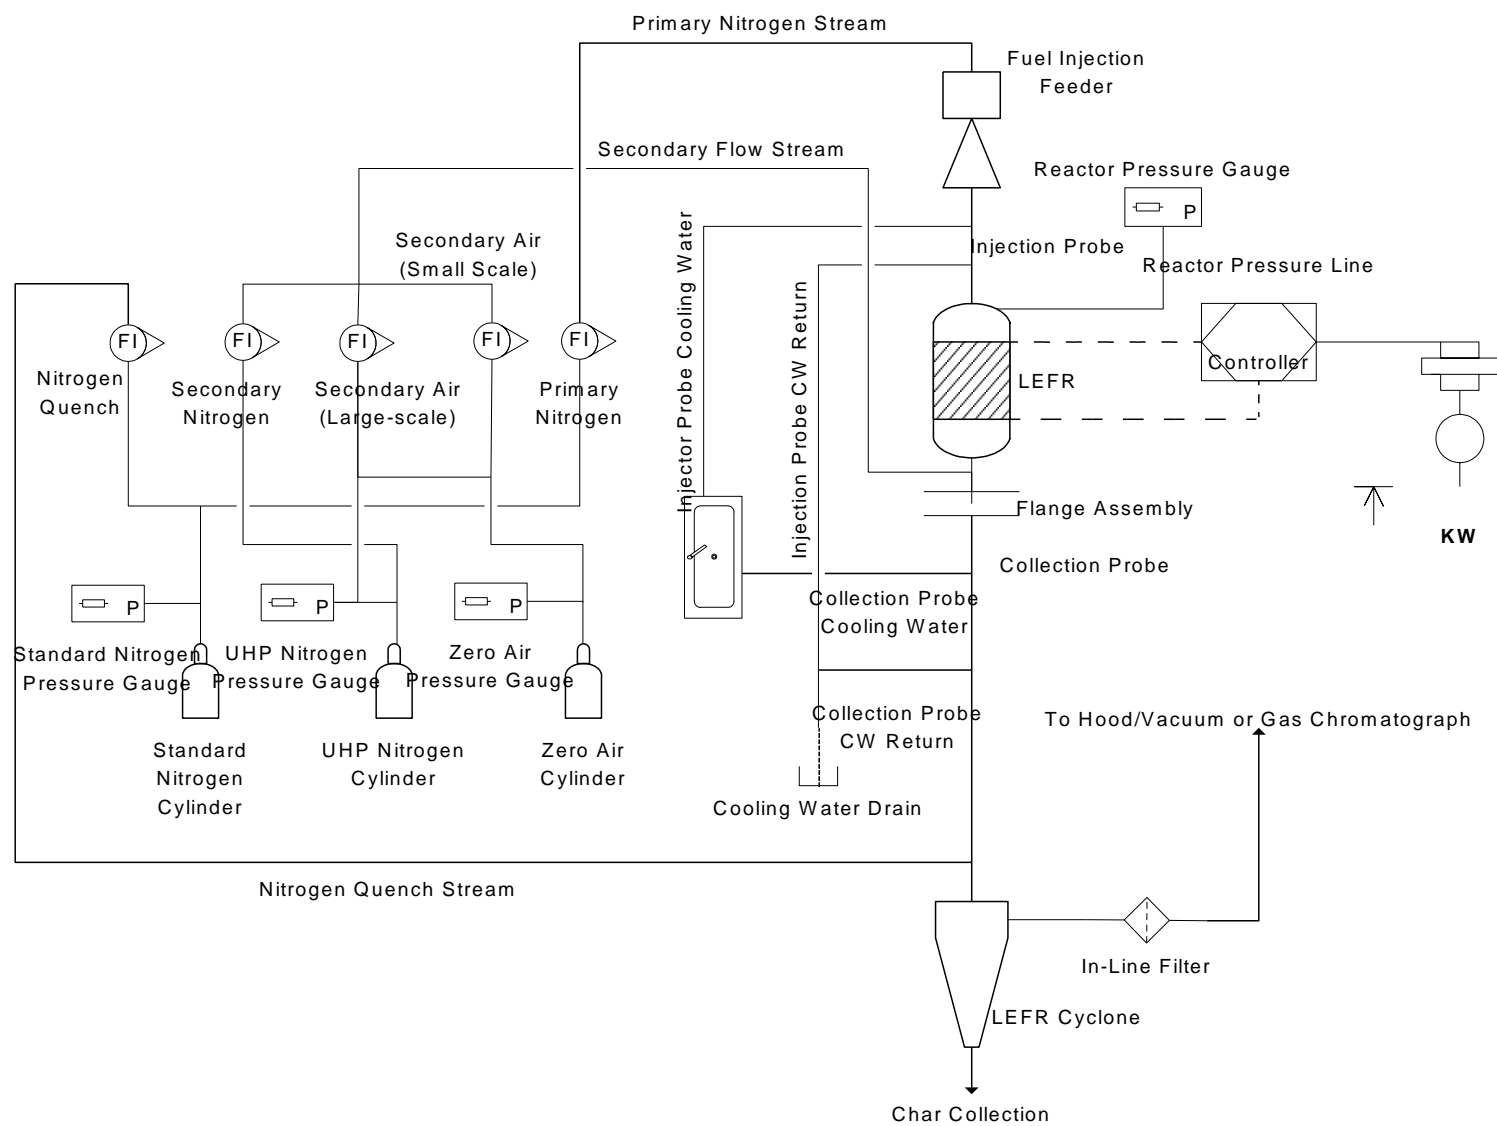 Primary Nitrogen Stream
Fuel Injection
Feeder
Secondary Flow Stream
Reactor Pressure Gauge
P
Secondary Air
(Small Scale)
Injector Probe Cooling Water
Injection Probe
Reactor Pressure Line
Injection Probe CW Return
FI
FI
FI
FI
FI
Nitrogen
Quench
Secondary
Nitrogen
Secondary Air
(Large-scale)
Primary
Nitrogen
LEFR
Controller
Flange Assembly
KW
Collection Probe
P
P
P
Collection Probe
Cooling Water
Standard Nitrogen
Pressure Gauge
UHP Nitrogen
Pressure Gauge
Zero Air
Pressure Gauge
Collection Probe
CW Return
To Hood/Vacuum or Gas Chromatograph
Standard
Nitrogen
Cylinder
UHP Nitrogen
Cylinder
Zero Air
Cylinder
Cooling Water Drain
Nitrogen Quench Stream
In-Line Filter
LEFR Cyclone
Char Collection